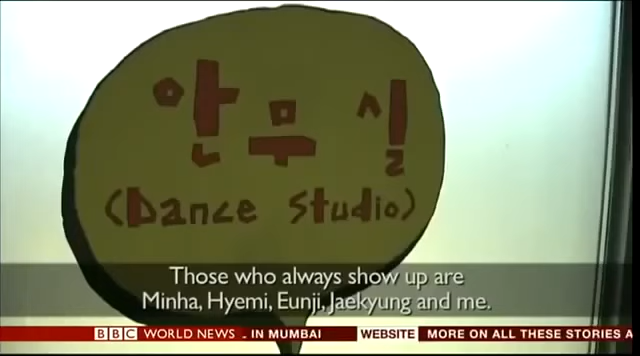 안무실
(Dance Studio)
Those who always show up are
Minha, Hyemi, Eunji, Jaekyung and me.
BBC WORLD NEWS . IN MUMBAI WEBSITE MORE ON ALL THESE STORIES A